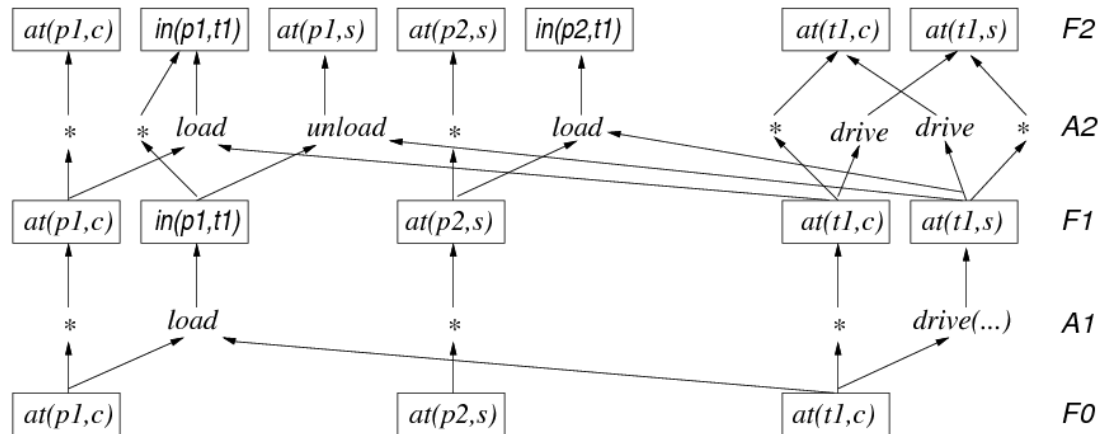 at(p1,c) in(p1,t1) at(p1,s) at(p2,s) in(p2,t1) at(t1,c) at(t1,s) F2
* * load unload * load * drive drive * A2
at(p1,c) in(p1,t1) at(p2,s) at(t1,c) at(t1,s) F1
* load * * drive(...) A1
at(p1,c) at(p2,s) at(t1,c) F0